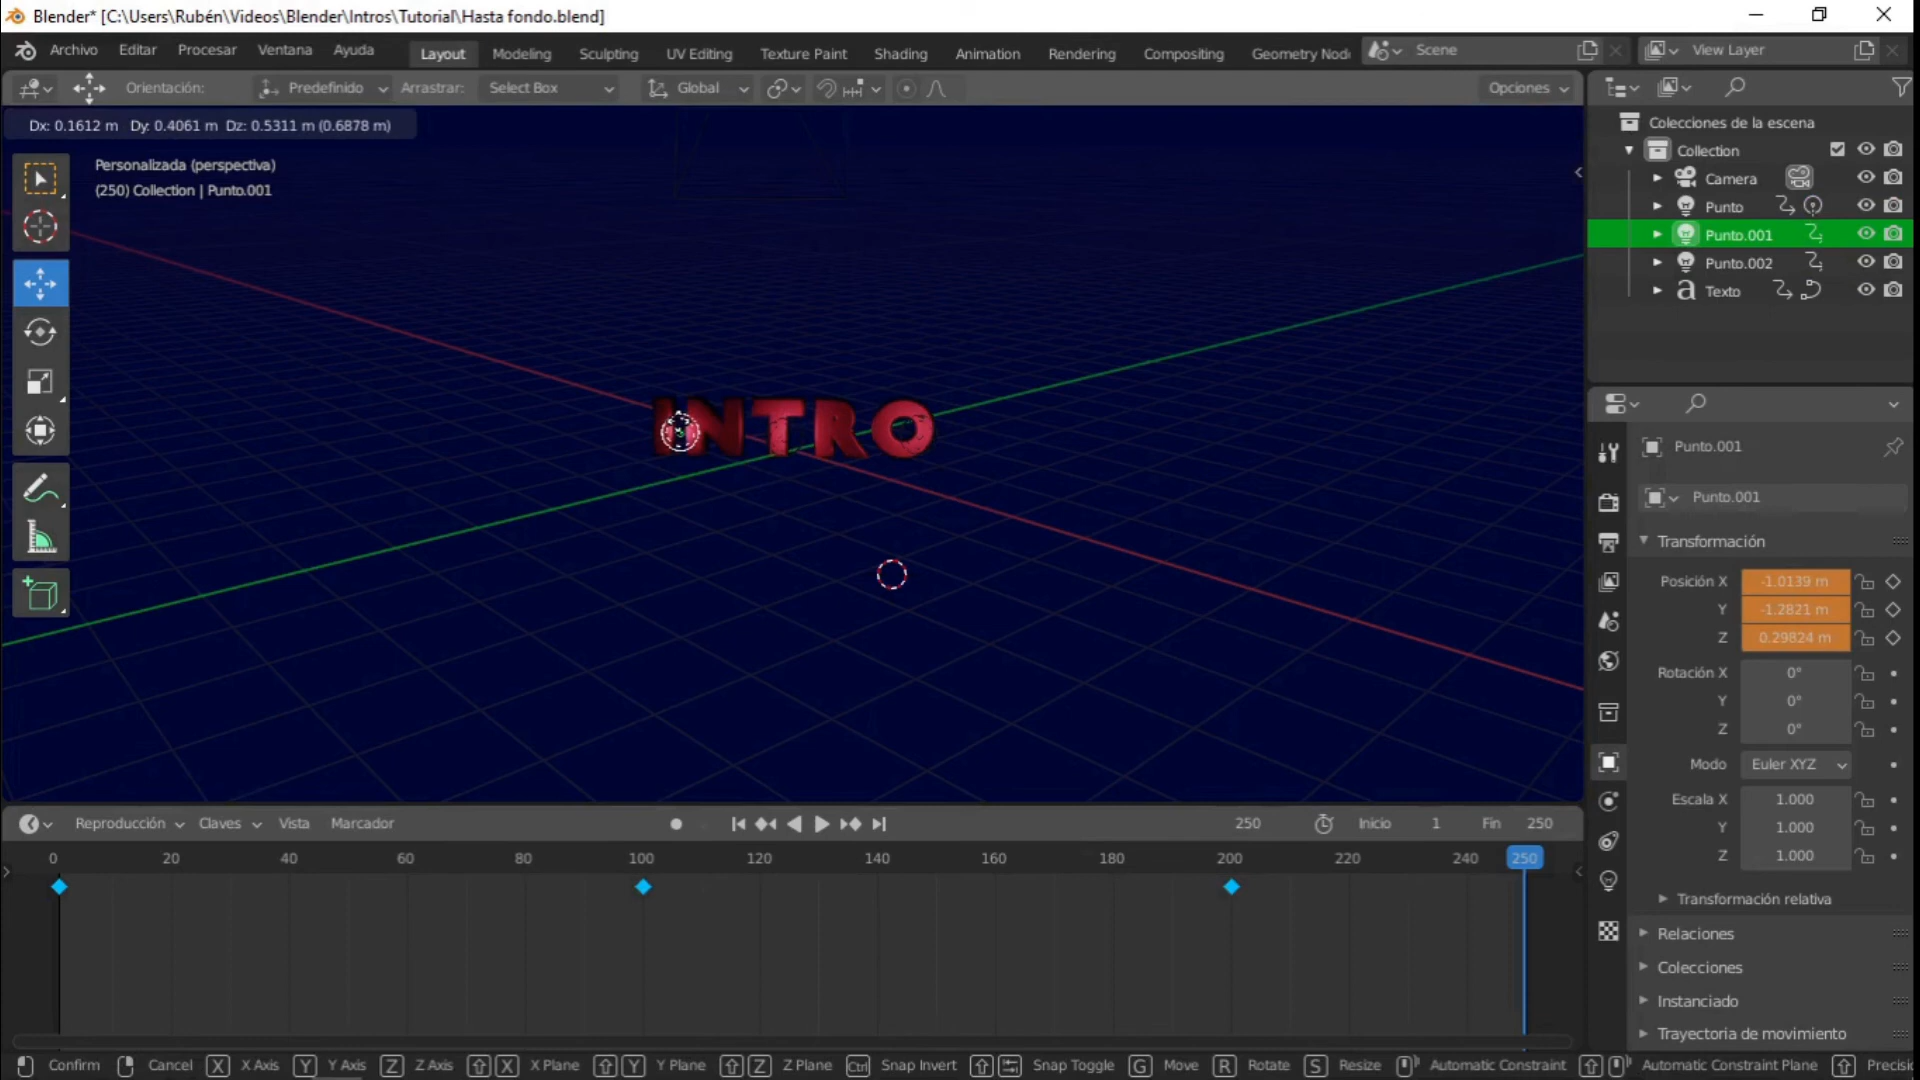 Blender* [C:\Users\Rubén\Videos\Blender\Intros\Tutorial\Hasta fondo.blend]
Archivo Editar Procesar Ventana Ayuda Layout Modeling Sculpting UV Editing Texture Paint Shading Animation Rendering Compositing Geometry Nod Scene View Layer
Orientación: Predefinido Arrastrar: Select Box Global Opciones
Dx: 0.1612 m Dy: 0.4061 m Dz: 0.5311 m (0.6878 m)
Personalizada (perspectiva)
(250) Collection | Punto.001
INTRO
Colecciones de la escena
Collection
Camera
Punto
Punto.001
Punto.002
Texto
Punto.001
Punto.001
Transformación
Posición X -1.0139 m
Y -1.2821 m
Z 0.29824 m
Rotación X 0°
Y 0°
Z 0°
Modo Euler XYZ
Escala X 1.000
Y 1.000
Z 1.000
Transformación relativa
Relaciones
Colecciones
Instanciado
Trayectoria de movimiento
Reproducción Claves Vista Marcador 250 Inicio 1 Fin 250
0 20 40 60 80 100 120 140 160 180 200 220 240 250
Confirm Cancel X X Axis Y Y Axis Z Z Axis X X Plane Y Y Plane Z Z Plane Ctrl Snap Invert Snap Toggle G Move R Rotate S Resize Automatic Constraint Automatic Constraint Plane Precisi